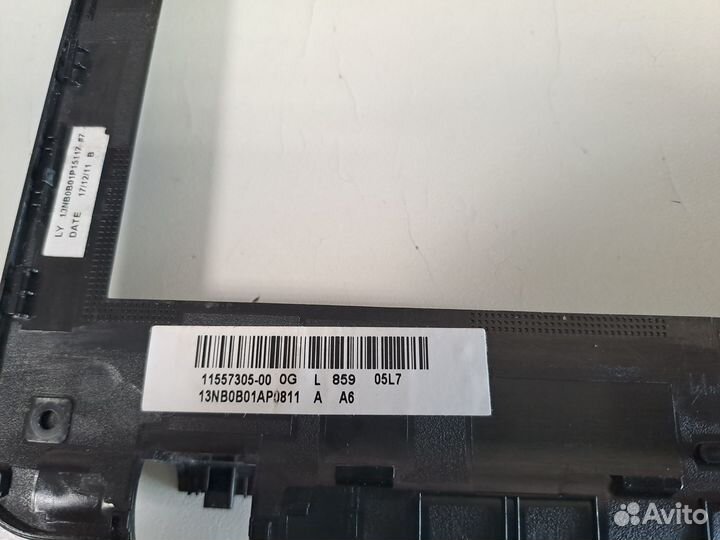 LY 13NB0B01P15112 #7
DATE 17/12/11 B
11557305-00 0G L 859 05L7
13NB0B01AP0811 A A6
Avito